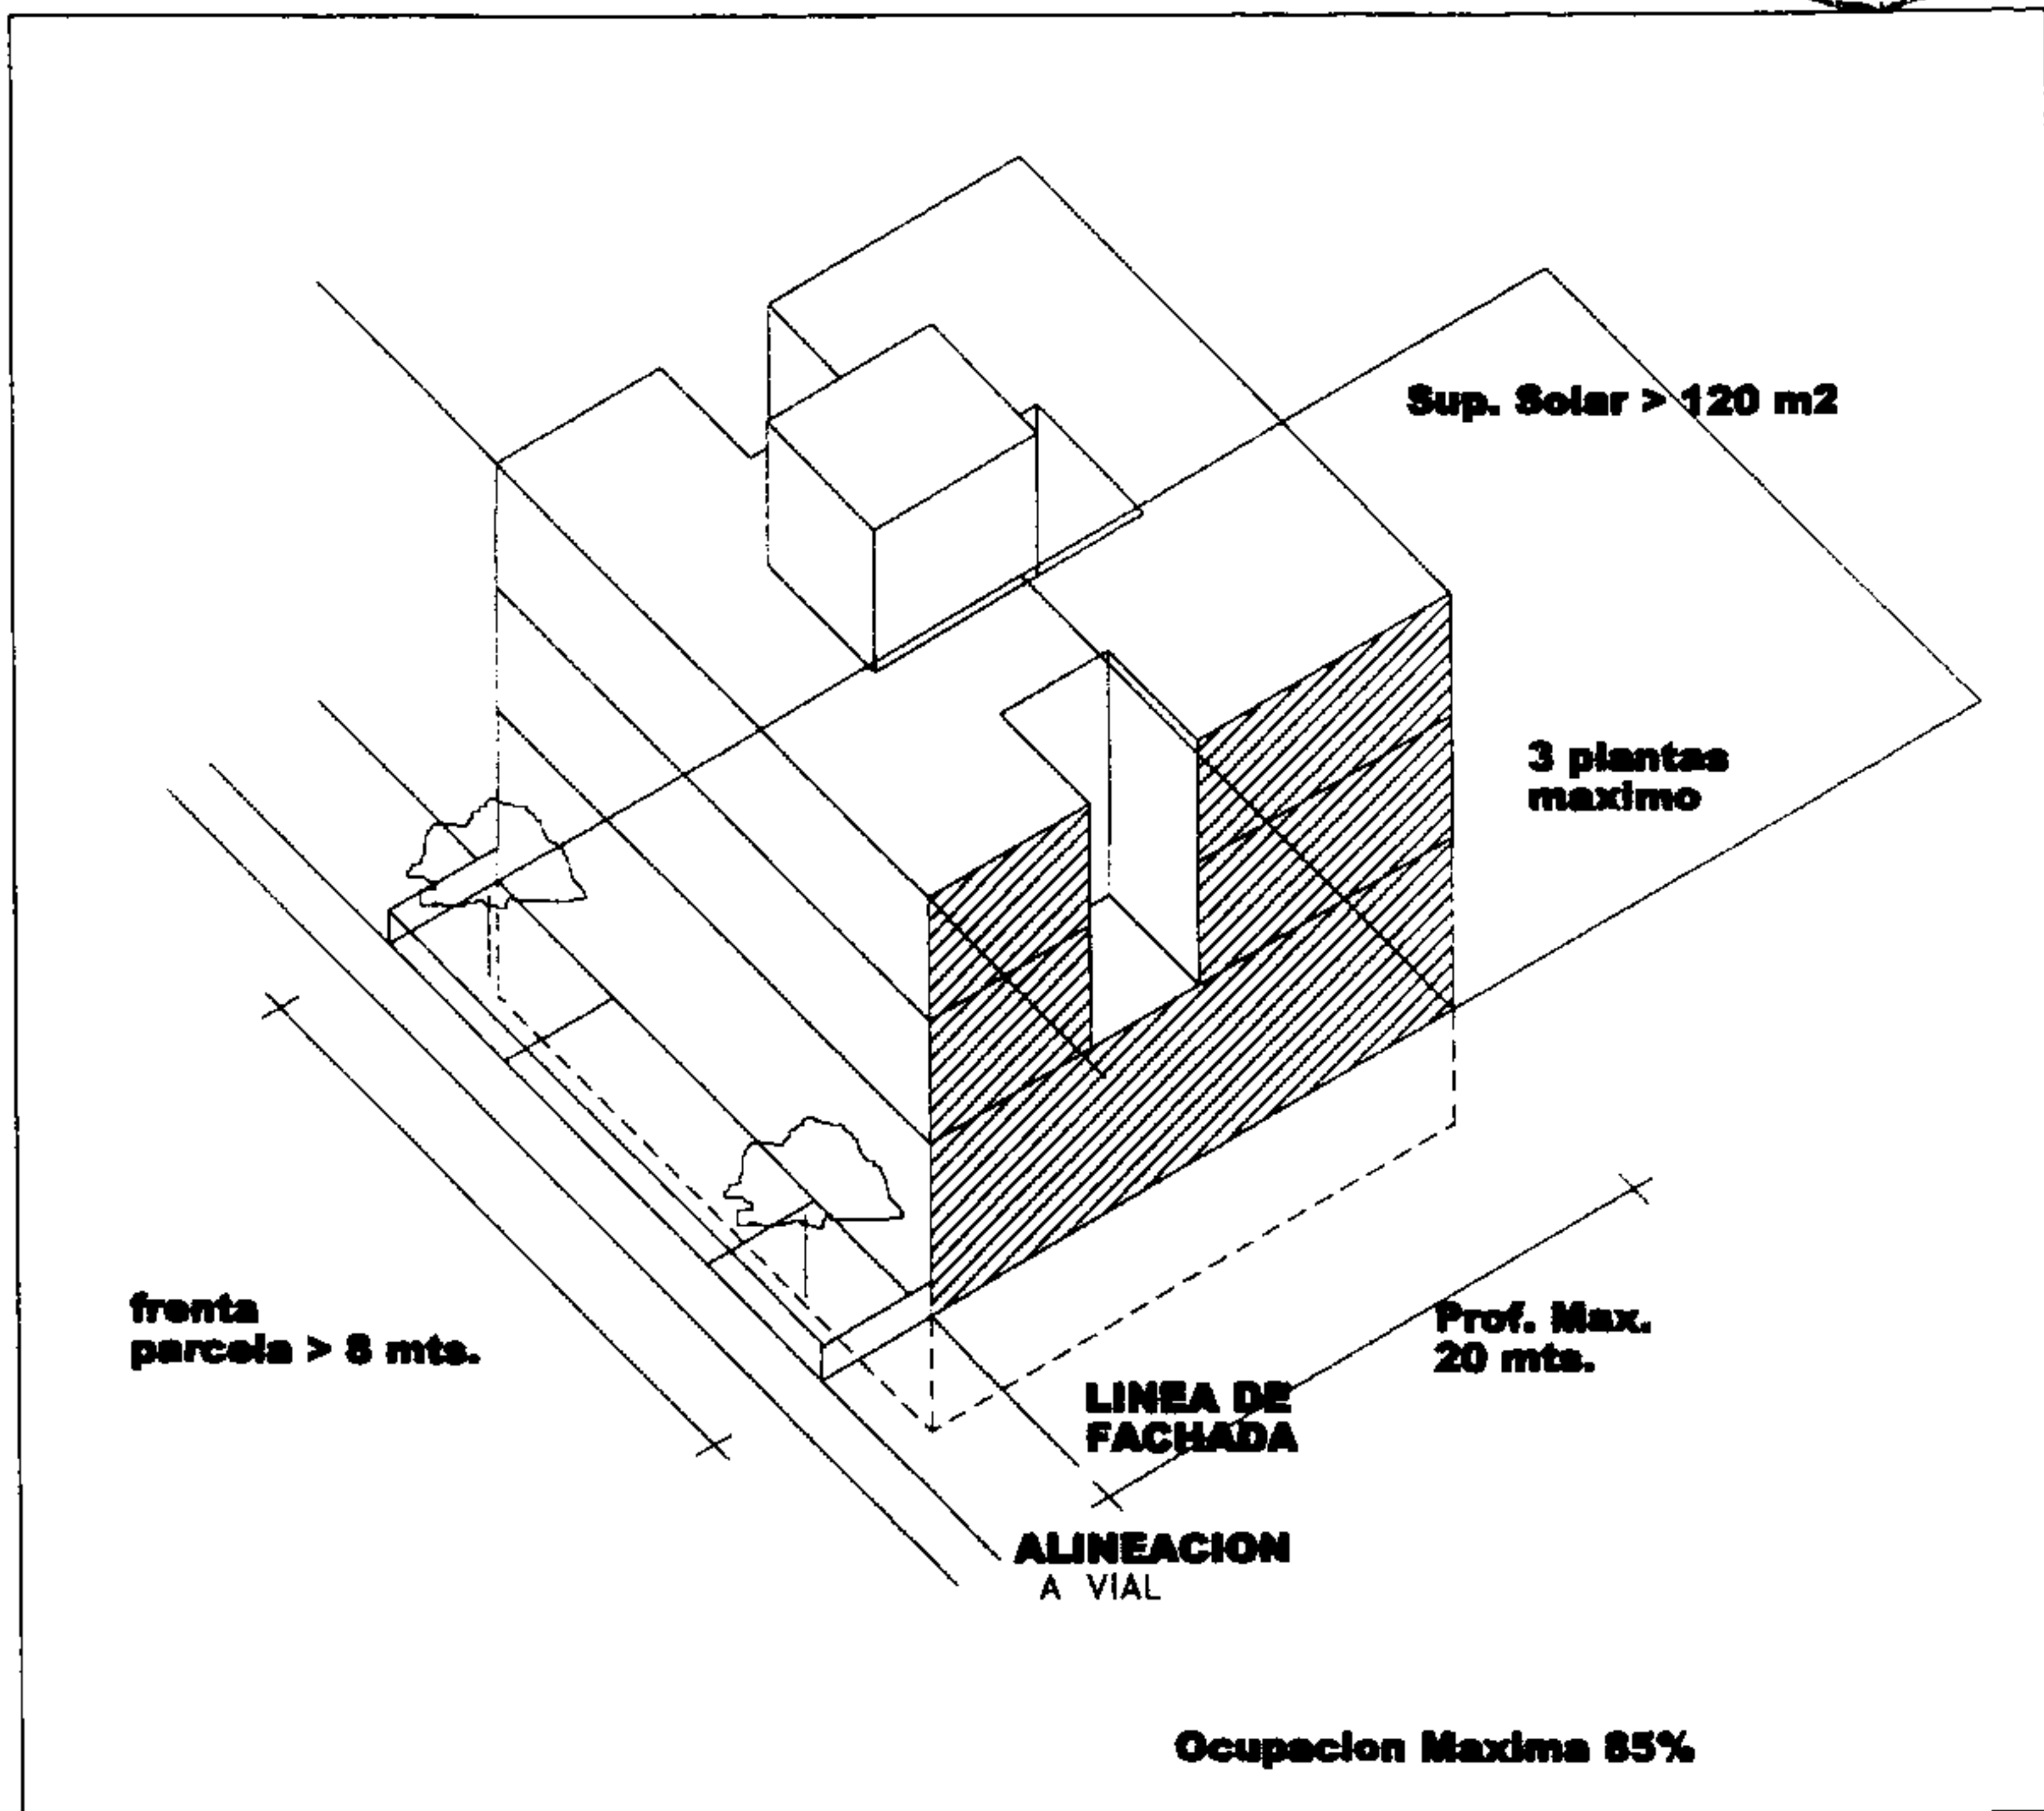 Sup. Solar > 120 m2
3 plantas
maximo
frenta
parcela > 8 mts.
Prof. Max.
20 mts.
LINEA DE
FACHADA
ALINEACION
A VIAL
Ocupacion Maxima 85%